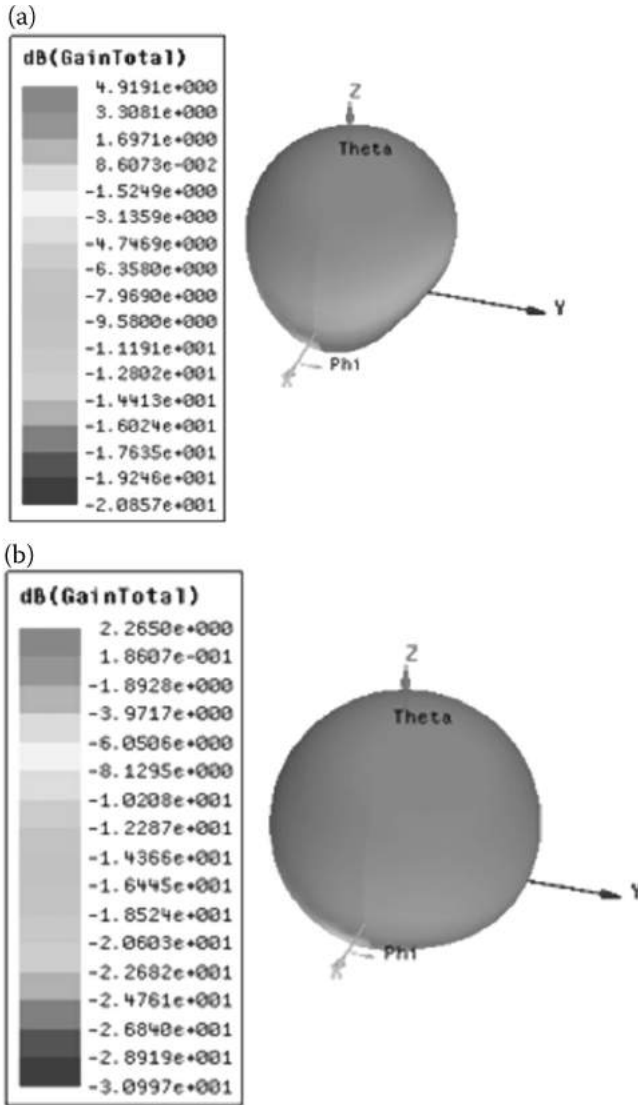 (a)
dB(GainTotal)
4.9191e+000
3.3081e+000
1.6971e+000
8.6073e-002
-1.5249e+000
-3.1359e+000
-4.7469e+000
-6.3580e+000
-7.9690e+000
-9.5800e+000
-1.1191e+001
-1.2802e+001
-1.4413e+001
-1.6024e+001
-1.7635e+001
-1.9246e+001
-2.0857e+001
Z
Theta
Y
X
Phi
(b)
dB(GainTotal)
2.2650e+000
1.8607e-001
-1.8928e+000
-3.9717e+000
-6.0506e+000
-8.1295e+000
-1.0208e+001
-1.2287e+001
-1.4366e+001
-1.6445e+001
-1.8524e+001
-2.0603e+001
-2.2682e+001
-2.4761e+001
-2.6840e+001
-2.8919e+001
-3.0997e+001
Z
Theta
Y
X
Phi